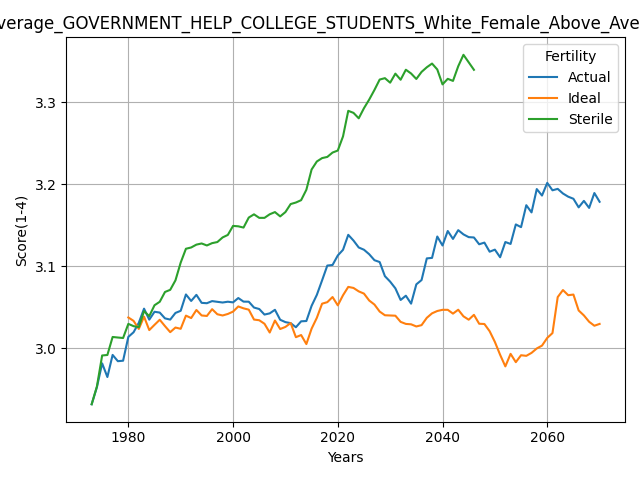 verage_GOVERNMENT_HELP_COLLEGE_STUDENTS_White_Female_Above_Ave
Fertility
Actual
Ideal
Sterile
Score(1-4)
3.3
3.2
3.1
3.0
1980 2000 2020 2040 2060
Years